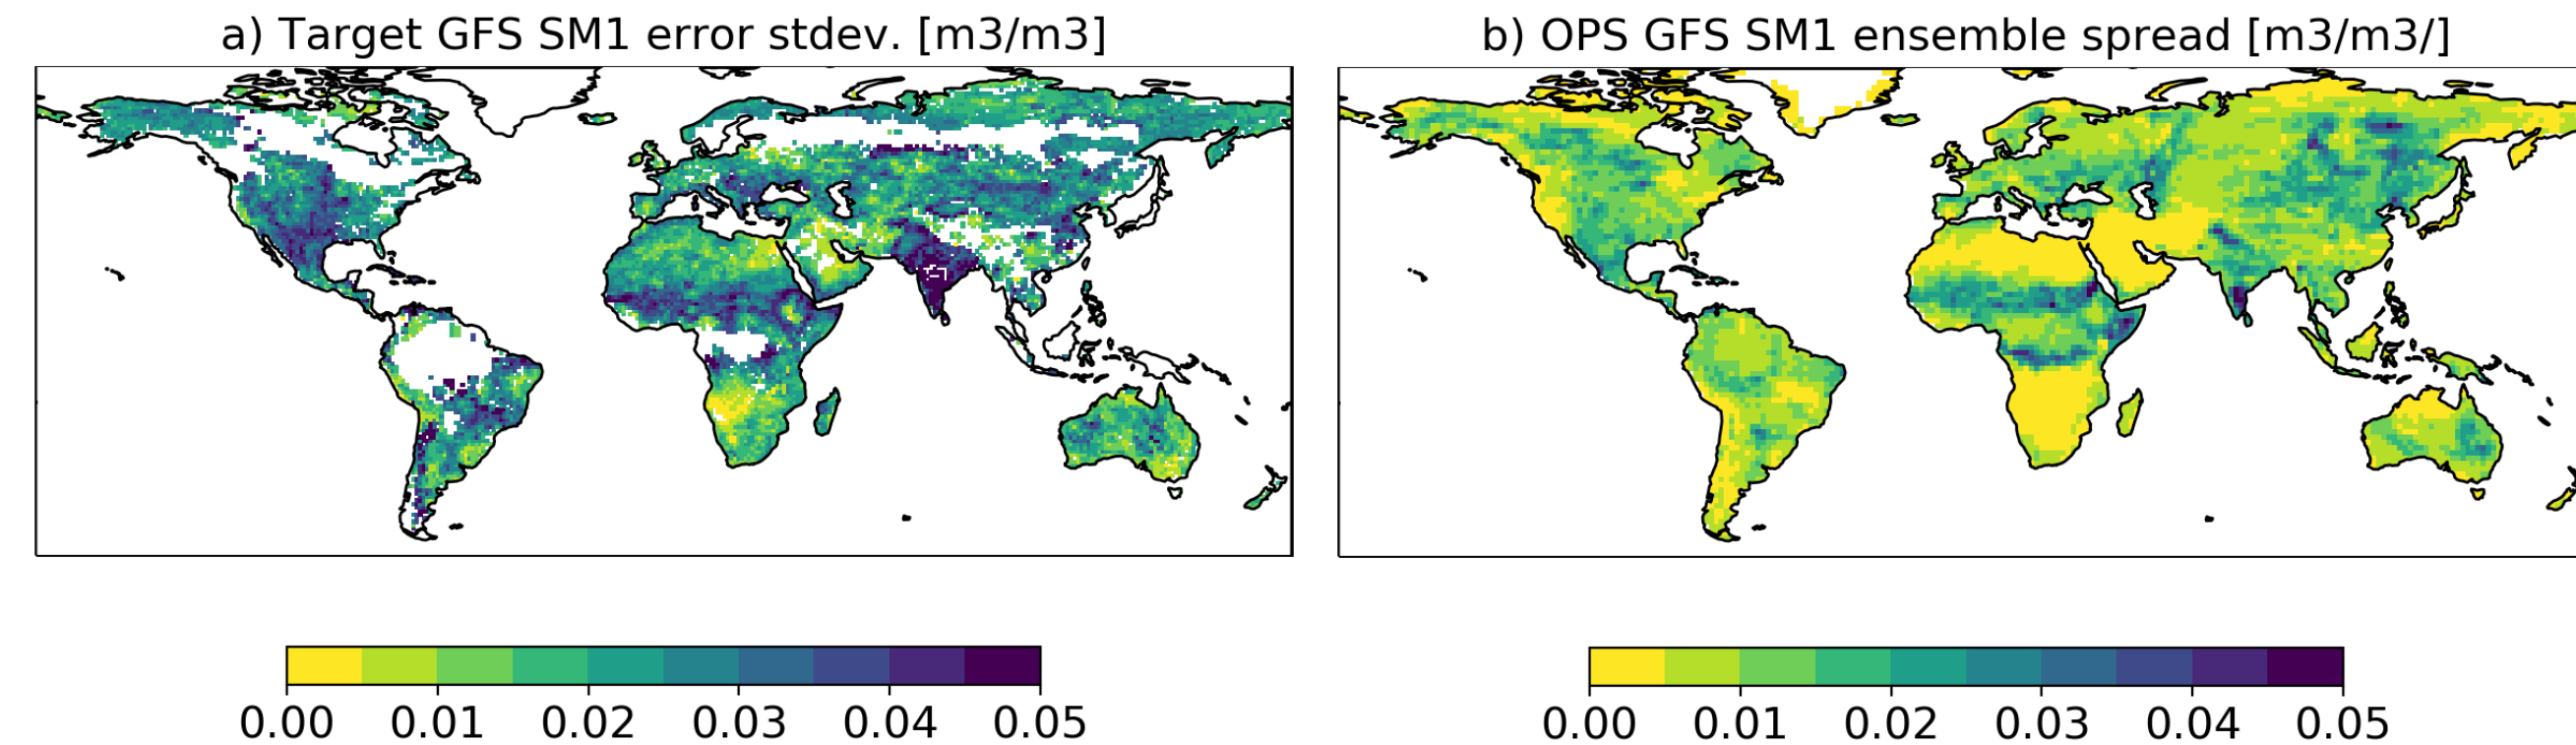 a) Target GFS SM1 error stdev. [m3/m3]
b) OPS GFS SM1 ensemble spread [m3/m3/]
0.00 0.01 0.02 0.03 0.04 0.05
0.00 0.01 0.02 0.03 0.04 0.05